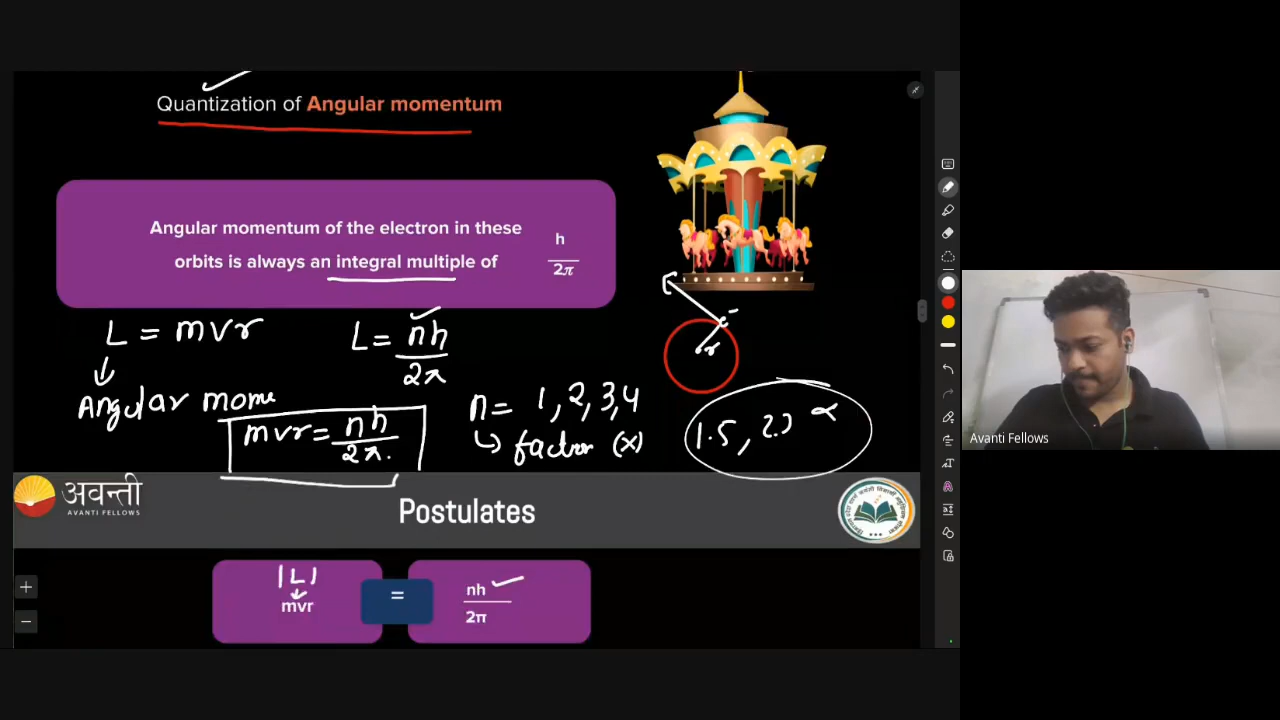 Quantization of Angular momentum
Angular momentum of the electron in these
orbits is always an integral multiple of
h
2π
L = mvr
L = nh
2π
e-
r
Angular mome
mvr = nh
2π.
n = 1, 2, 3, 4
↳ factor (x)
1.5, 2.
अवन्ती
AVANTI FELLOWS
Postulates
|L|
mvr
=
nh
2π
Avanti Fellows